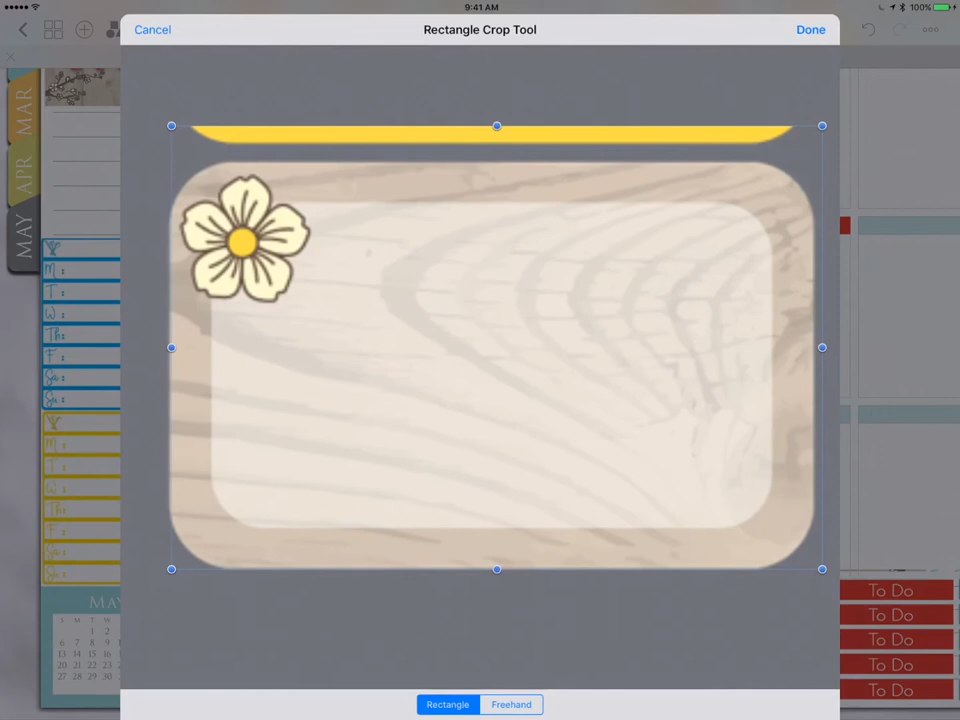 9:41 AM
100%
Cancel
Rectangle Crop Tool
Done
MAR
APR
MAY
M :
T :
W :
Th:
F :
Sa:
Su:
M :
T :
W :
Th:
F :
Sa:
Su:
MAY
S M T W
1 2
6 7 8 9
13 14 15 16
20 21 22 23
27 28 29 30
To Do
To Do
To Do
To Do
To Do
Rectangle
Freehand